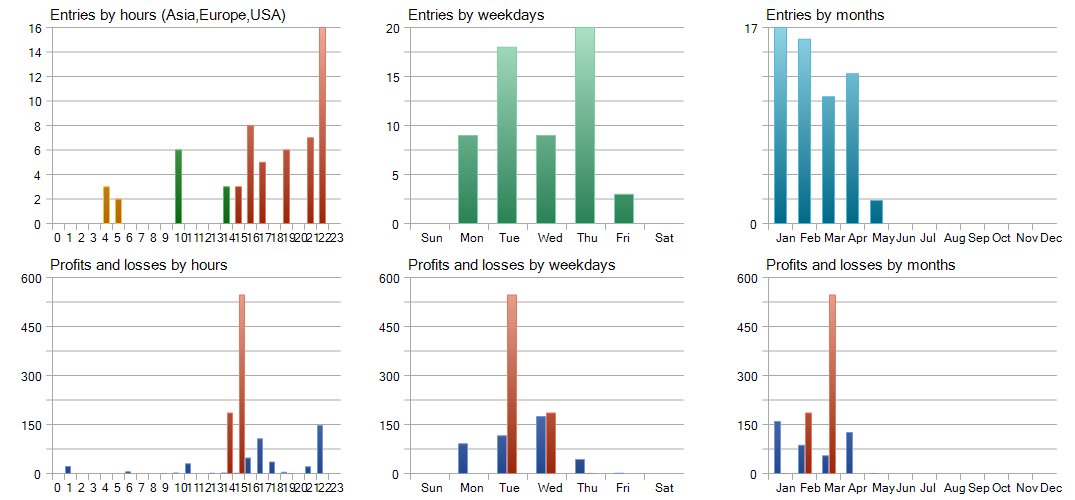 Entries by hours (Asia,Europe,USA)
16
14
12
10
8
6
4
2
0
0 1 2 3 4 5 6 7 8 9 10 11 12 13 14 15 16 17 18 19 20 21 22 23
Entries by weekdays
20
15
10
5
0
Sun Mon Tue Wed Thu Fri Sat
Entries by months
17
0
Jan Feb Mar Apr May Jun Jul Aug Sep Oct Nov Dec
Profits and losses by hours
600
450
300
150
0
0 1 2 3 4 5 6 7 8 9 10 11 12 13 14 15 16 17 18 19 20 21 22 23
Profits and losses by weekdays
600
450
300
150
0
Sun Mon Tue Wed Thu Fri Sat
Profits and losses by months
600
450
300
150
0
Jan Feb Mar Apr May Jun Jul Aug Sep Oct Nov Dec